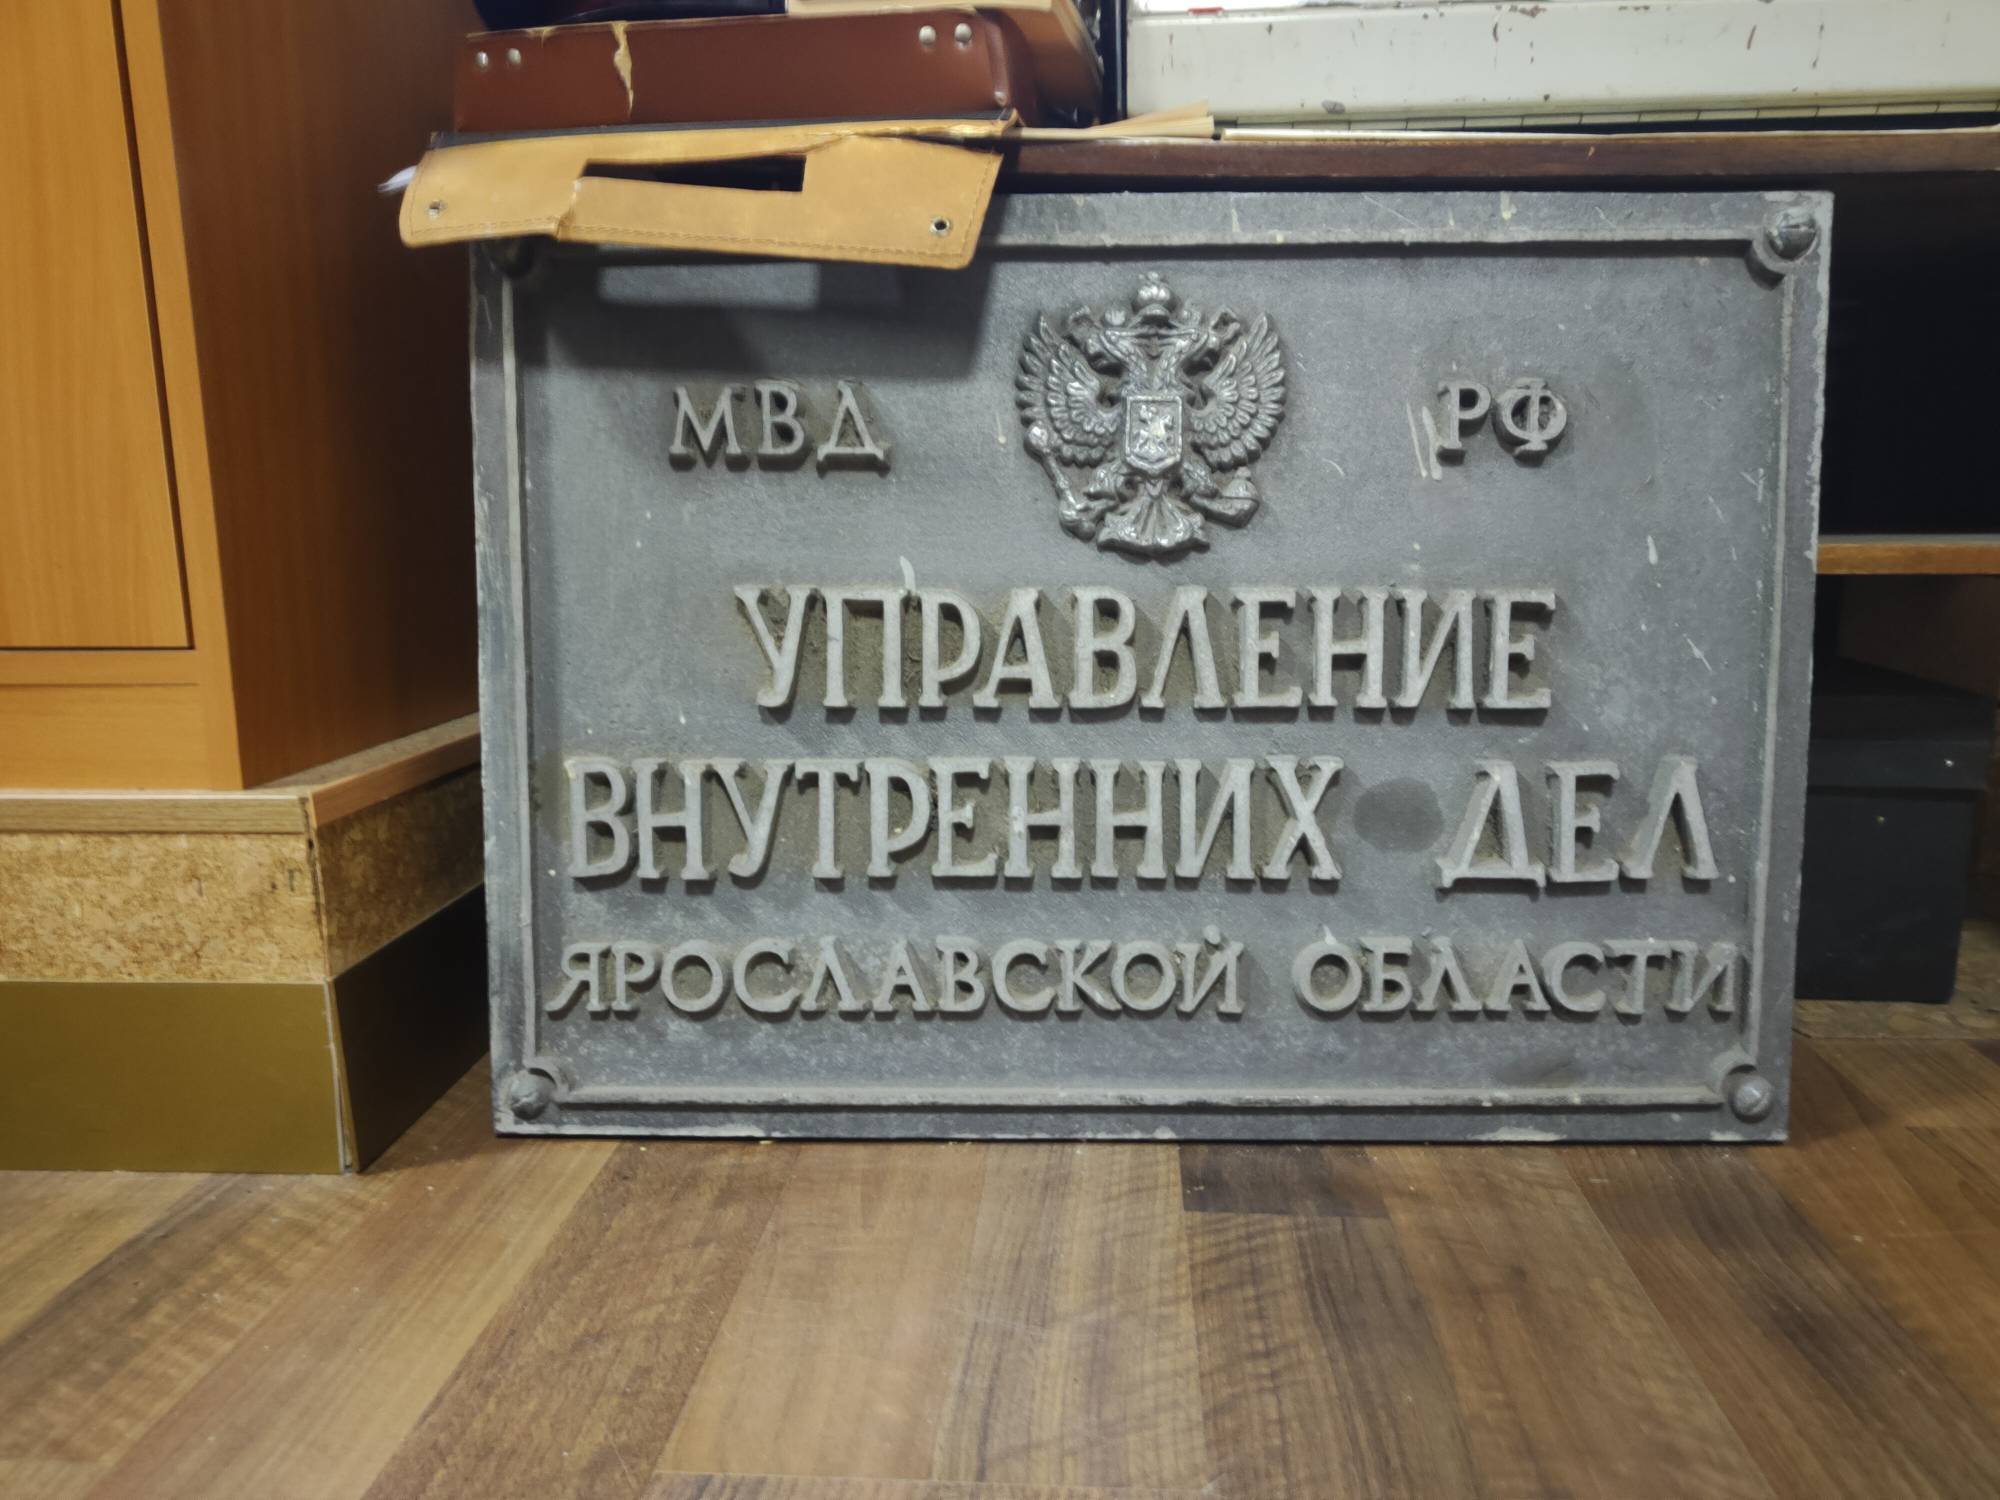 МВД РФ
УПРАВЛЕНИЕ
ВНУТРЕННИХ ДЕЛ
ЯРОСЛАВСКОЙ ОБЛАСТИ